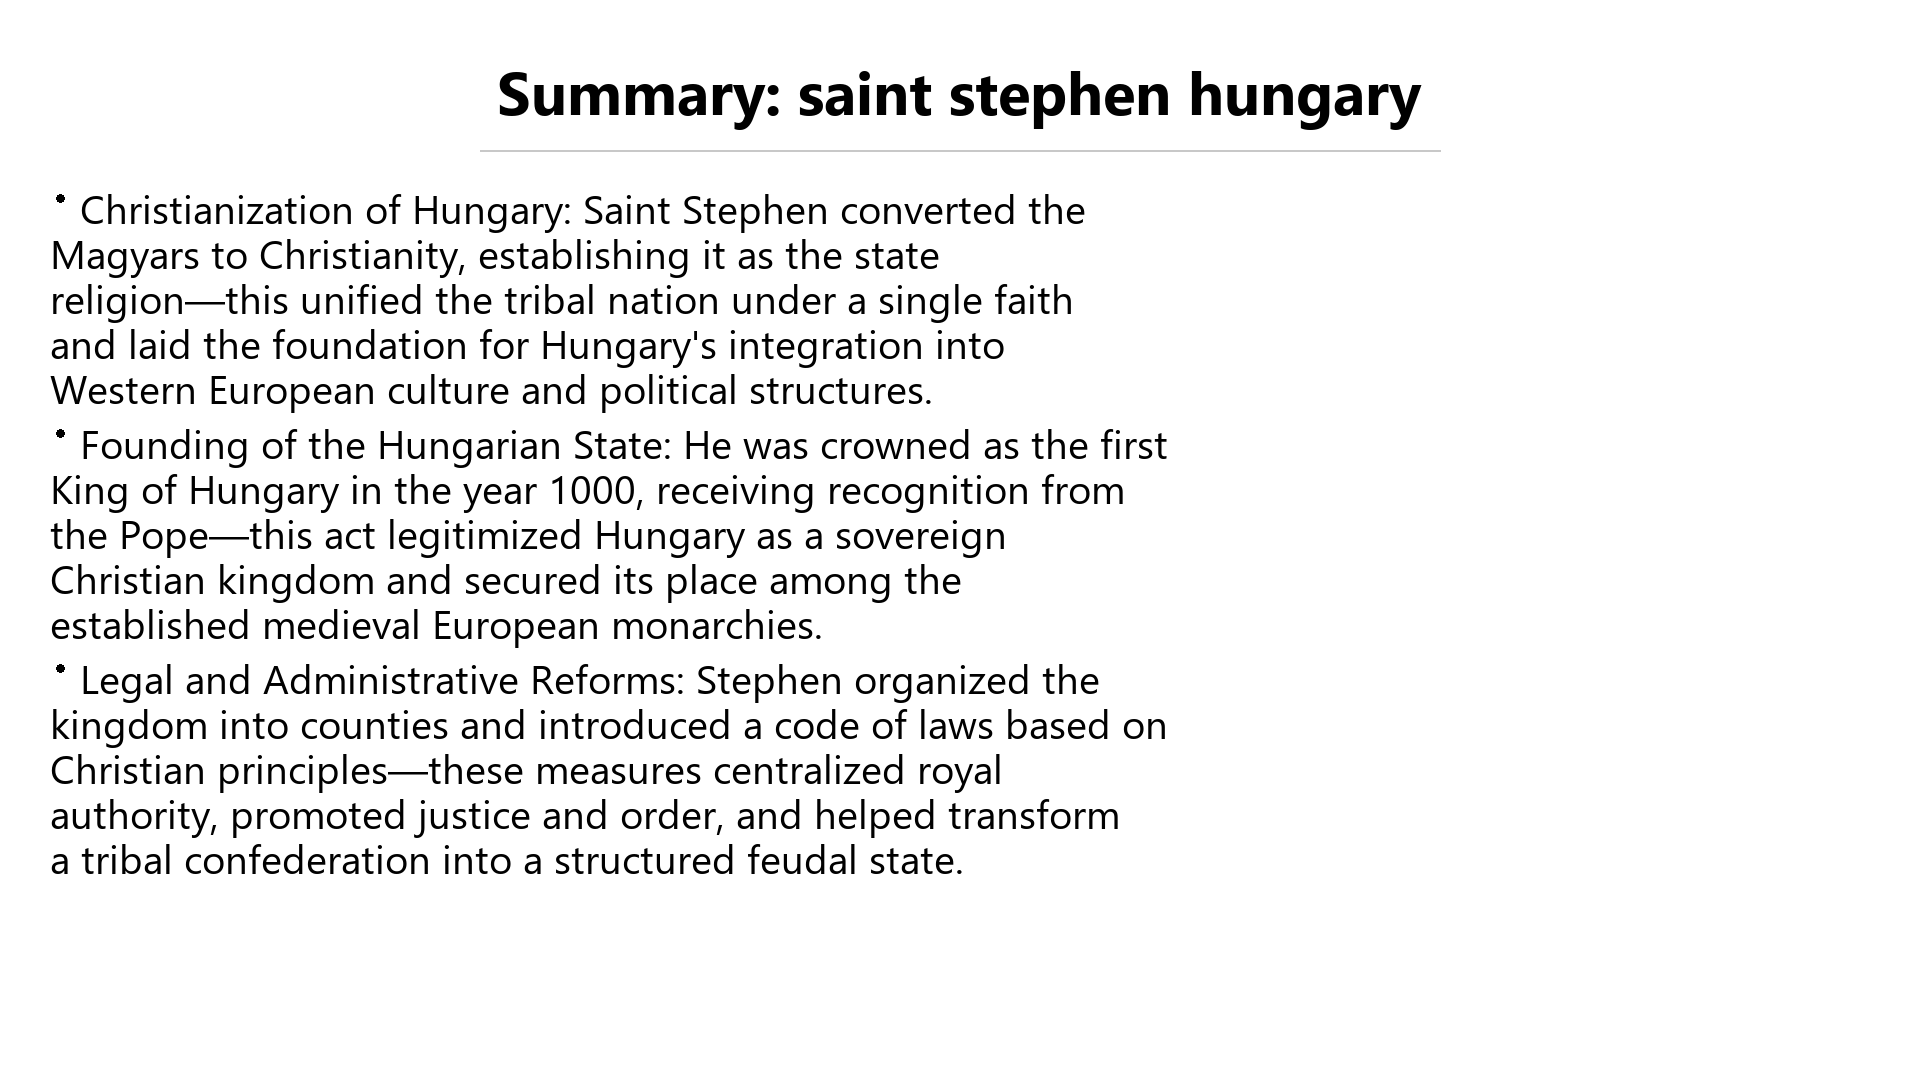 Summary: saint stephen hungary
• Christianization of Hungary: Saint Stephen converted the
Magyars to Christianity, establishing it as the state
religion—this unified the tribal nation under a single faith
and laid the foundation for Hungary's integration into
Western European culture and political structures.
• Founding of the Hungarian State: He was crowned as the first
King of Hungary in the year 1000, receiving recognition from
the Pope—this act legitimized Hungary as a sovereign
Christian kingdom and secured its place among the
established medieval European monarchies.
• Legal and Administrative Reforms: Stephen organized the
kingdom into counties and introduced a code of laws based on
Christian principles—these measures centralized royal
authority, promoted justice and order, and helped transform
a tribal confederation into a structured feudal state.